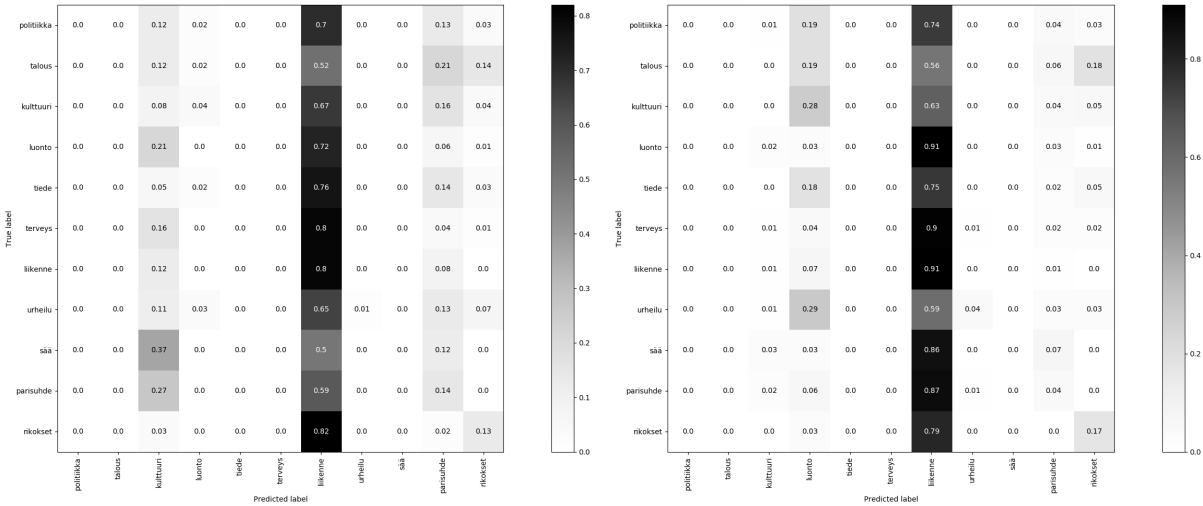 politiikka 0.0 0.0 0.12 0.02 0.0 0.0 0.7 0.0 0.0 0.13 0.03
talous 0.0 0.0 0.12 0.02 0.0 0.0 0.52 0.0 0.0 0.21 0.14
kulttuuri 0.0 0.0 0.08 0.04 0.0 0.0 0.67 0.0 0.0 0.16 0.04
luonto 0.0 0.0 0.21 0.0 0.0 0.0 0.72 0.0 0.0 0.06 0.01
tiede 0.0 0.0 0.05 0.02 0.0 0.0 0.76 0.0 0.0 0.14 0.03
terveys 0.0 0.0 0.16 0.0 0.0 0.0 0.8 0.0 0.0 0.04 0.01
liikenne 0.0 0.0 0.12 0.0 0.0 0.0 0.8 0.0 0.0 0.08 0.0
urheilu 0.0 0.0 0.11 0.03 0.0 0.0 0.65 0.01 0.0 0.13 0.07
sää 0.0 0.0 0.37 0.0 0.0 0.0 0.5 0.0 0.0 0.12 0.0
parisuhde 0.0 0.0 0.27 0.0 0.0 0.0 0.59 0.0 0.0 0.14 0.0
rikokset 0.0 0.0 0.03 0.0 0.0 0.0 0.82 0.0 0.0 0.02 0.13
True label
politiikka talous kulttuuri luonto tiede terveys liikenne urheilu sää parisuhde rikokset
Predicted label
0.8
0.7
0.6
0.5
0.4
0.3
0.2
0.1
0.0
politiikka 0.0 0.0 0.01 0.19 0.0 0.0 0.74 0.0 0.0 0.04 0.03
talous 0.0 0.0 0.0 0.19 0.0 0.0 0.56 0.0 0.0 0.06 0.18
kulttuuri 0.0 0.0 0.0 0.28 0.0 0.0 0.63 0.0 0.0 0.04 0.05
luonto 0.0 0.0 0.02 0.03 0.0 0.0 0.91 0.0 0.0 0.03 0.01
tiede 0.0 0.0 0.0 0.18 0.0 0.0 0.75 0.0 0.0 0.02 0.05
terveys 0.0 0.0 0.01 0.04 0.0 0.0 0.9 0.01 0.0 0.02 0.02
liikenne 0.0 0.0 0.01 0.07 0.0 0.0 0.91 0.0 0.0 0.01 0.0
urheilu 0.0 0.0 0.01 0.29 0.0 0.0 0.59 0.04 0.0 0.03 0.03
sää 0.0 0.0 0.03 0.03 0.0 0.0 0.86 0.0 0.0 0.07 0.0
parisuhde 0.0 0.0 0.02 0.06 0.0 0.0 0.87 0.01 0.0 0.04 0.0
rikokset 0.0 0.0 0.0 0.03 0.0 0.0 0.79 0.0 0.0 0.0 0.17
True label
politiikka talous kulttuuri luonto tiede terveys liikenne urheilu sää parisuhde rikokset
Predicted label
0.8
0.6
0.4
0.2
0.0